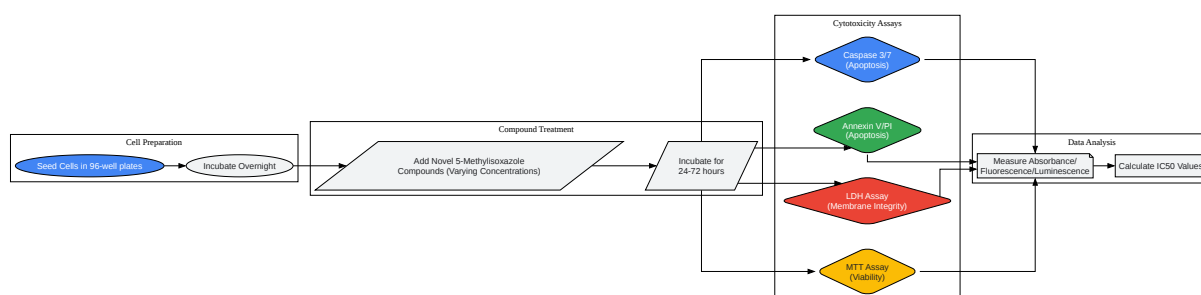 Cell Preparation
Seed Cells in 96-well plates
Incubate Overnight
Compound Treatment
Add Novel 5-Methylisoxazole
Compounds (Varying Concentrations)
Incubate for
24-72 hours
Cytotoxicity Assays
Caspase 3/7
(Apoptosis)
Annexin V/PI
(Apoptosis)
LDH Assay
(Membrane Integrity)
MTT Assay
(Viability)
Data Analysis
Measure Absorbance/
Fluorescence/Luminescence
Calculate IC50 Values